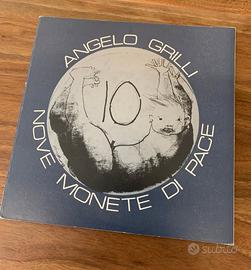 ANGELO GRILLI
10
NOVE MONETE DI PACE
subito